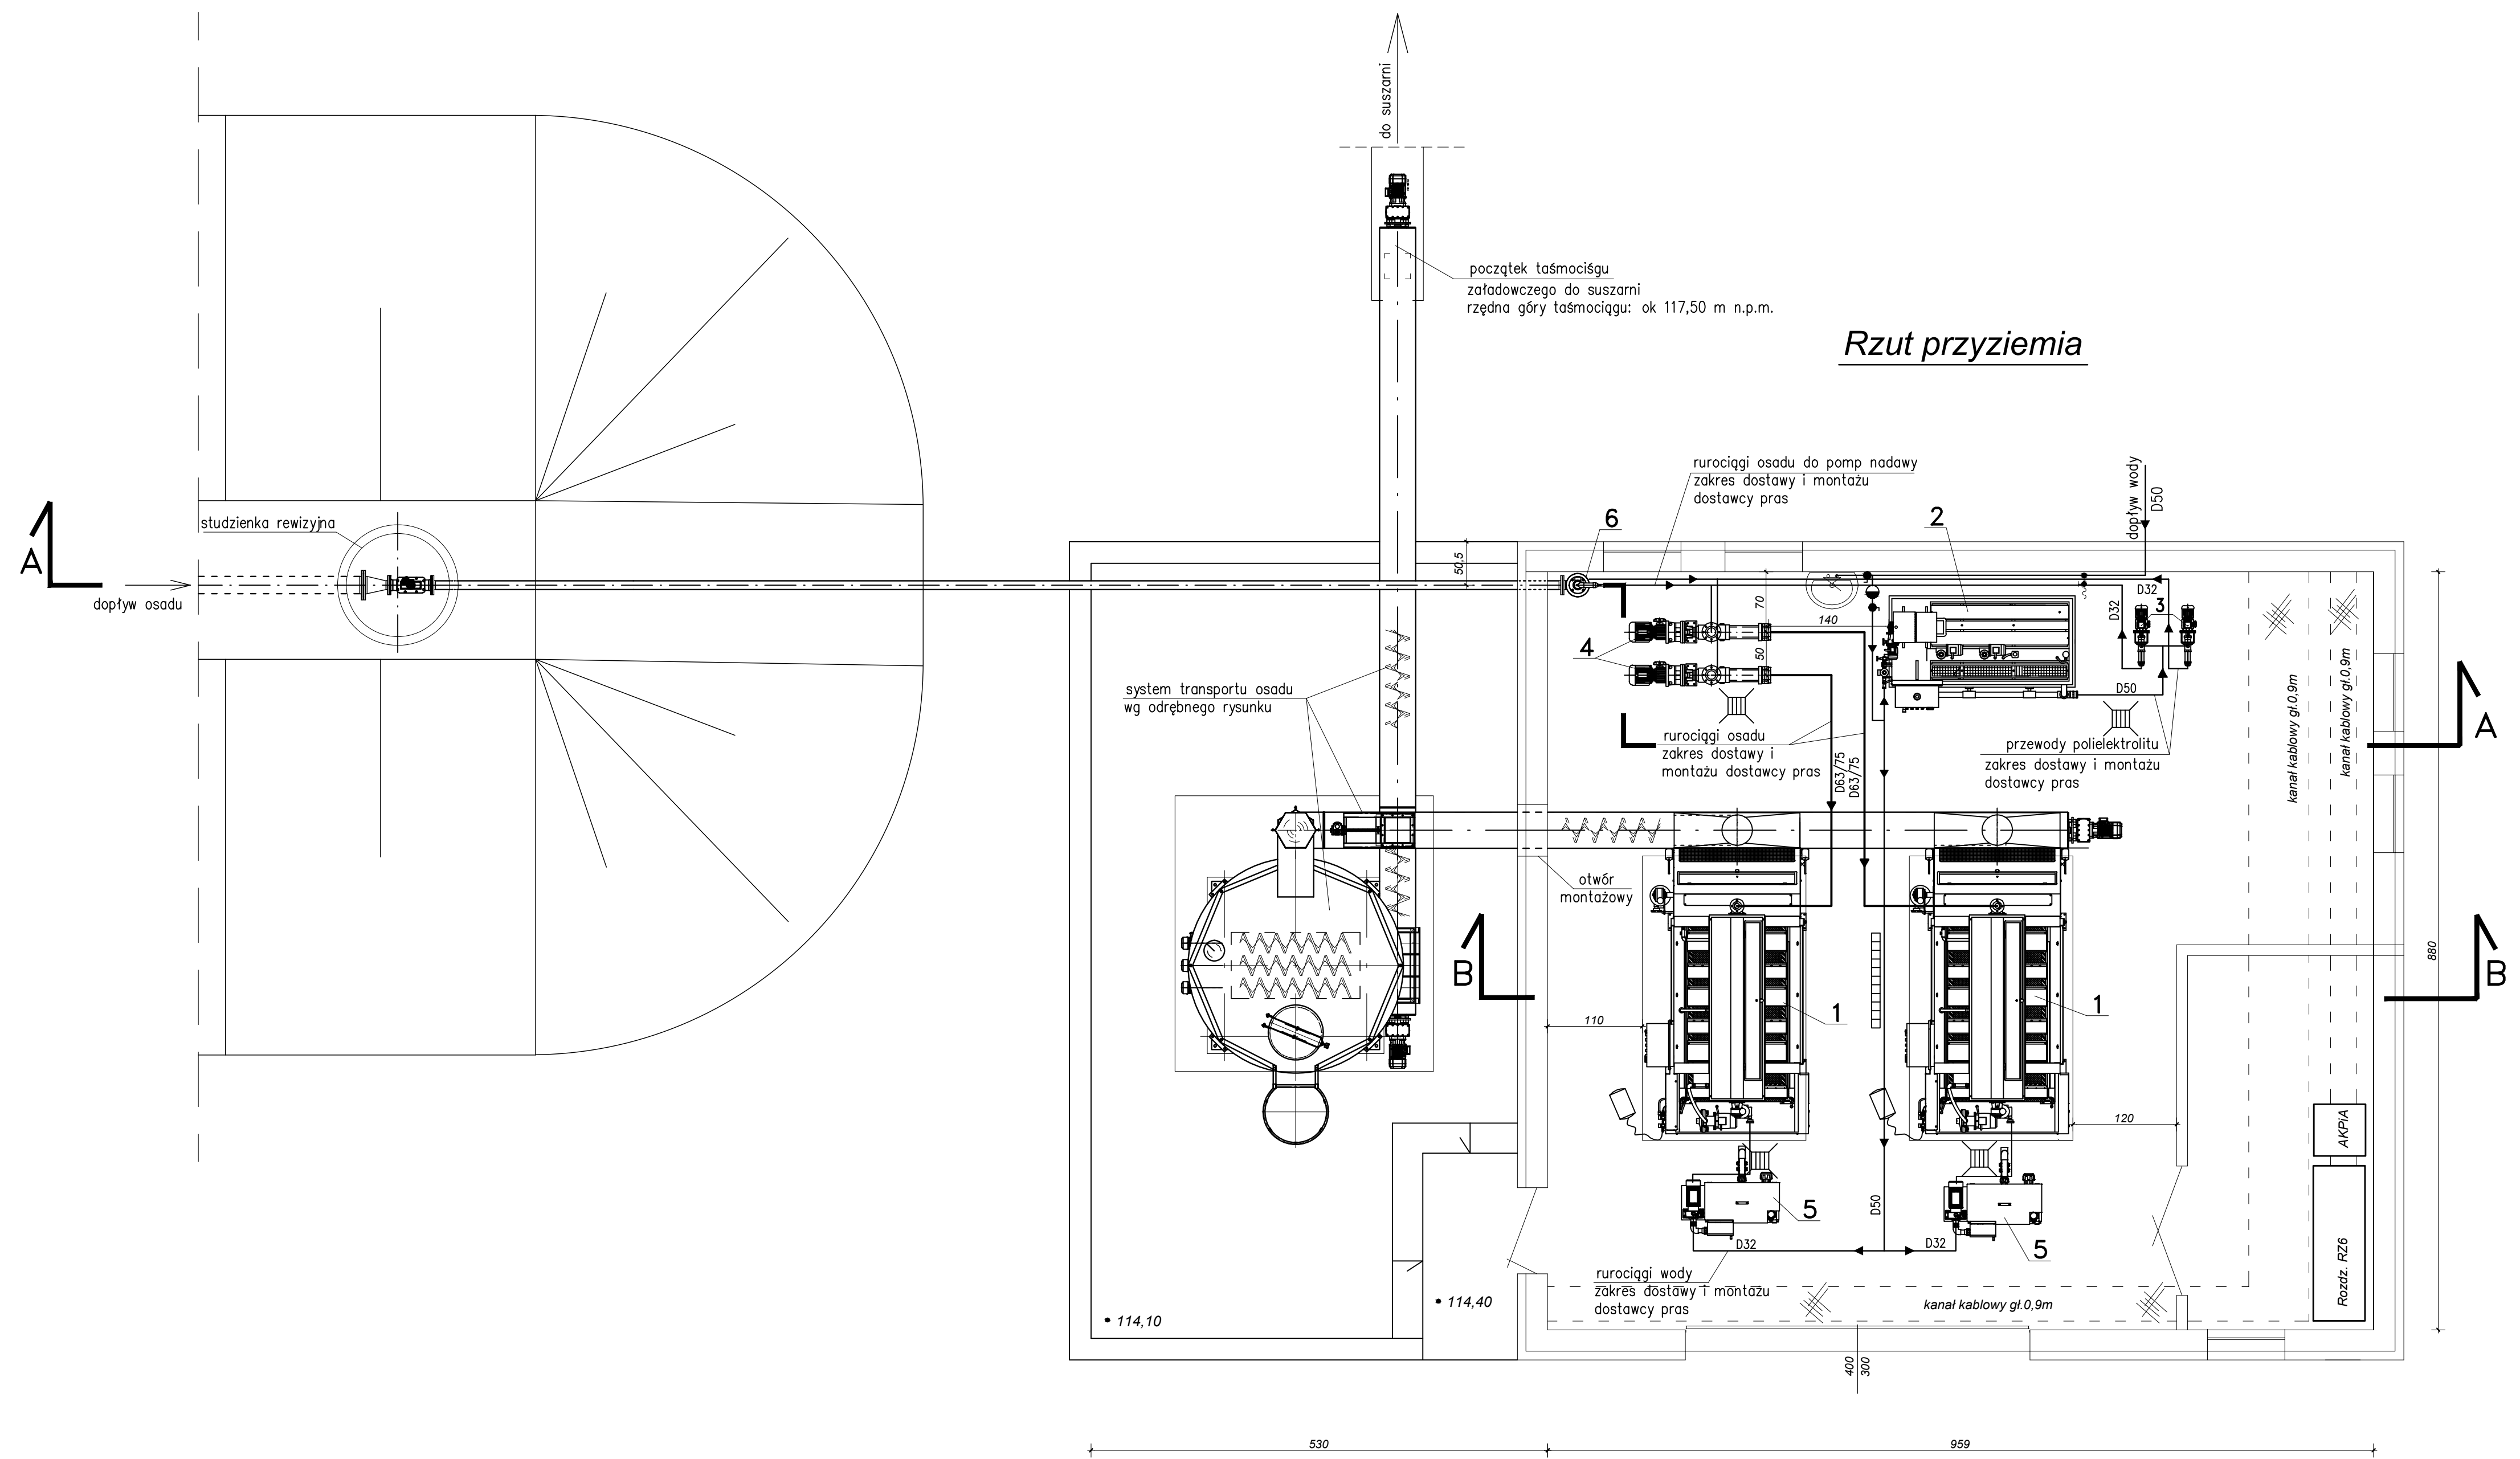 do suszarni
początek taśmociśgu
załadowczego do suszarni
rzędna góry taśmociągu: ok 117,50 m n.p.m.
Rzut przyziemia
rurociągi osadu do pomp nadawy
zakres dostawy i montażu
dostawcy pras
dopływ wody
D50
6
2
studzienka rewizyjna
A
dopływ osadu
50,5
70
140
50
4
D32
D32
3
D50
system transportu osadu
wg odrębnego rysunku
rurociągi osadu
zakres dostawy i
montażu dostawcy pras
D63/75
D63/75
przewody polielektrolitu
zakres dostawy i montażu
dostawcy pras
kanał kablowy gł.0,9m
kanał kablowy gł.0,9m
A
otwór
montażowy
B
110
1
1
880
B
120
AKPiA
Rozdz. RZ6
5
5
D50
D32
D32
rurociągi wody
zakres dostawy i montażu
dostawcy pras
kanał kablowy gł.0,9m
114,10
114,40
400
300
530
959